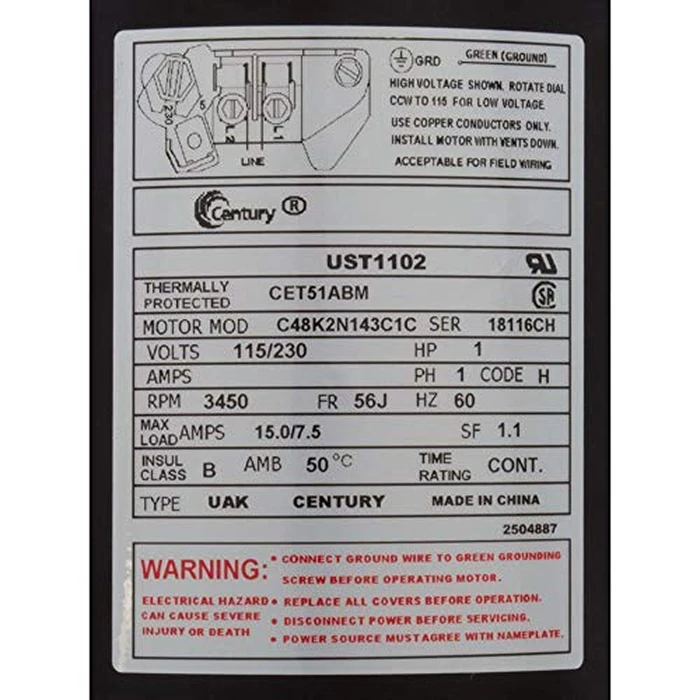 GRD GREEN (GROUND)
HIGH VOLTAGE SHOWN. ROTATE DIAL
CCW TO 115 FOR LOW VOLTAGE
USE COPPER CONDUCTORS ONLY.
INSTALL MOTOR WITH VENTS DOWN.
ACCEPTABLE FOR FIELD WIRING
230
5
L2 L1
LINE
Century ®
UST1102
THERMALLY PROTECTED CET51ABM
MOTOR MOD C48K2N143C1C SER 18116CH
VOLTS 115/230 HP 1
AMPS PH 1 CODE H
RPM 3450 FR 56J HZ 60
MAX LOAD AMPS 15.0/7.5 SF 1.1
INSUL CLASS B AMB 50 °C TIME RATING CONT.
TYPE UAK CENTURY MADE IN CHINA
2504887
WARNING:
ELECTRICAL HAZARD
CAN CAUSE SEVERE
INJURY OR DEATH
• CONNECT GROUND WIRE TO GREEN GROUNDING
SCREW BEFORE OPERATING MOTOR.
• REPLACE ALL COVERS BEFORE OPERATION.
• DISCONNECT POWER BEFORE SERVICING.
• POWER SOURCE MUST AGREE WITH NAMEPLATE.